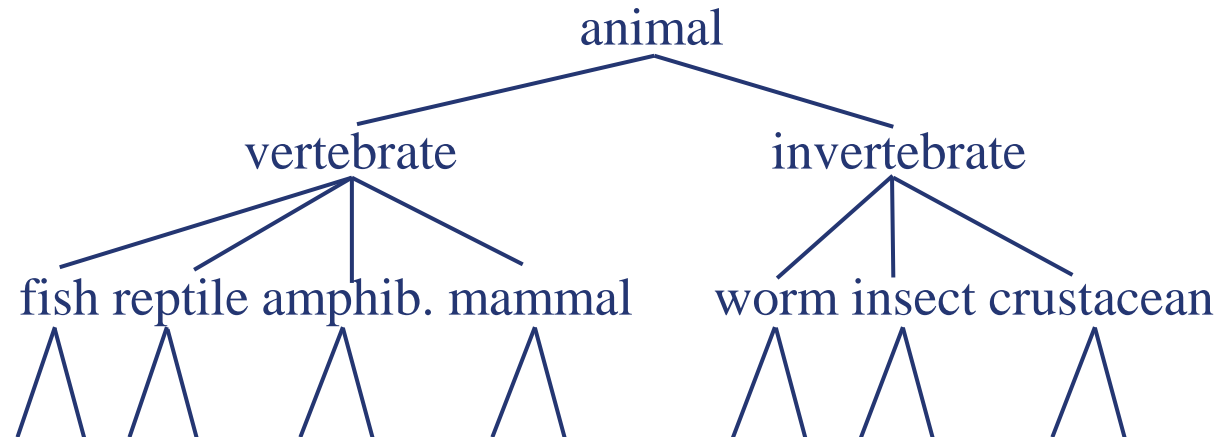 animal
vertebrate invertebrate
fish reptile amphib. mammal worm insect crustacean